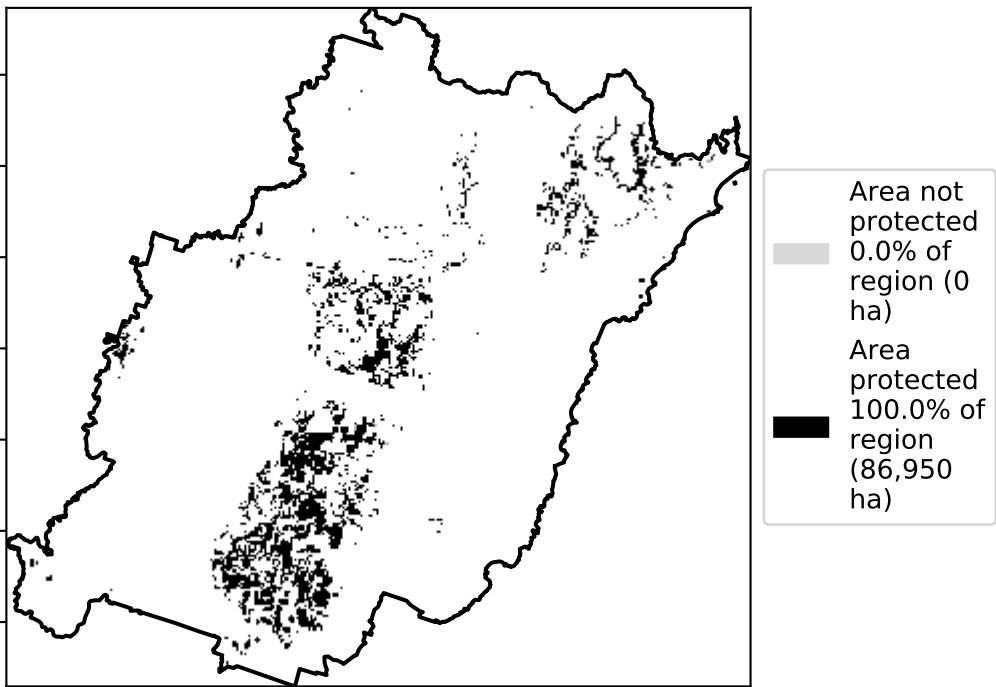 Area not
protected
0.0% of
region (0
ha)
Area
protected
100.0% of
region
(86,950
ha)